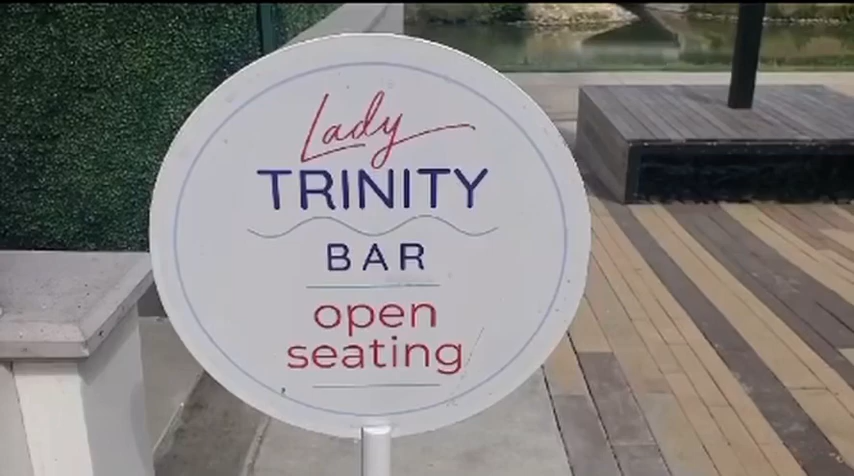 Lady
TRINITY
BAR
open
seating